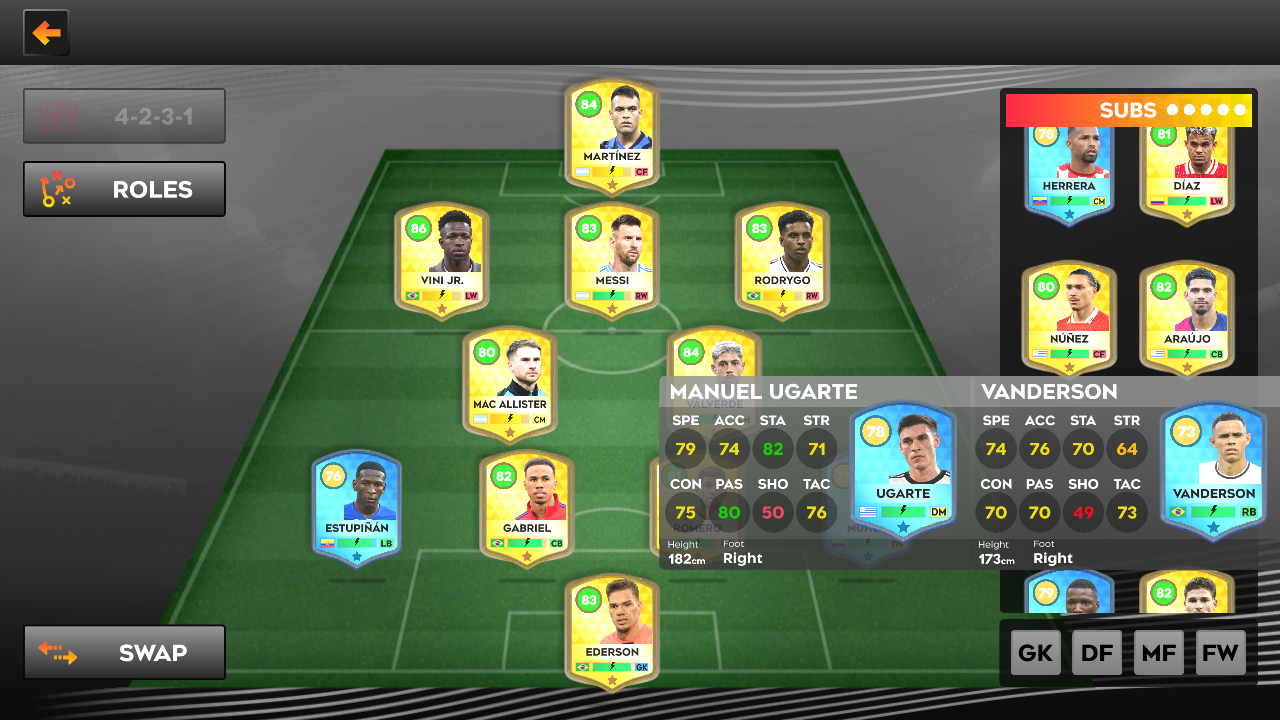 4-2-3-1
ROLES
SUBS
84
MARTÍNEZ
CF
86
VINI JR.
LW
83
MESSI
RW
83
RODRYGO
RW
80
MAC ALLISTER
CM
84
VALVERDE
76
ESTUPIÑÁN
LB
82
GABRIEL
CB
ROMERO
83
EDERSON
GK
78
HERRERA
CM
81
DÍAZ
LW
80
NÚÑEZ
CF
82
ARAÚJO
CB
MANUEL UGARTE
SPE ACC STA STR
79 74 82 71
CON PAS SHO TAC
75 80 50 76
Height Foot
182cm Right
78
UGARTE
DM
VANDERSON
SPE ACC STA STR
74 76 70 64
CON PAS SHO TAC
70 70 49 73
Height Foot
173cm Right
73
VANDERSON
RB
79
82
SWAP
GK DF MF FW